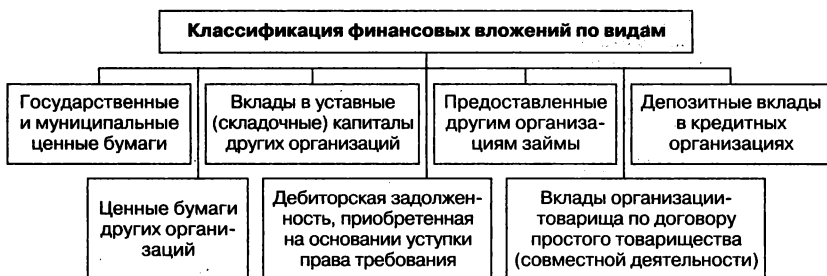 Классификация финансовых вложений по видам
Государственные
и муниципальные
ценные бумаги
Вклады в уставные
(складочные) капиталы
других организаций
Предоставленные
другим организа-
циям займы
Депозитные вклады
в кредитных
организациях
Ценные бумаги
других органи-
заций
Дебиторская задолжен-
ность, приобретенная
на основании уступки
права требования
Вклады организации-
товарища по договору
простого товарищества
(совместной деятельности)